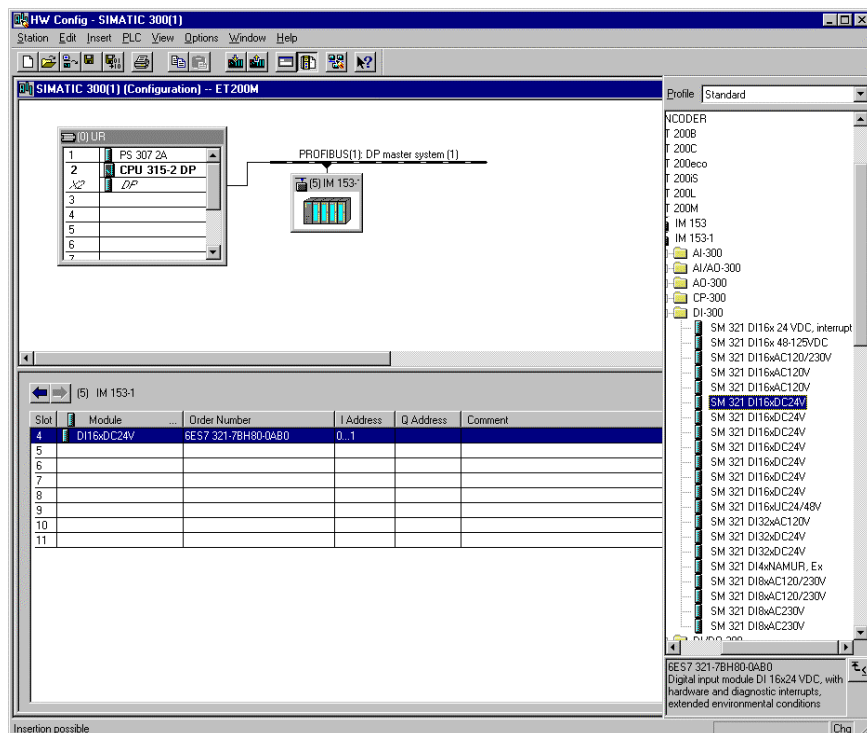 HW Config - SIMATIC 300(1)
Station Edit Insert PLC View Options Window Help
SIMATIC 300(1) (Configuration) -- ET200M
(0) UR
1 PS 307 2A
2 CPU 315-2 DP
X2 DP
3
4
5
6
7
PROFIBUS(1): DP master system (1)
(5) IM 153-
(5) IM 153-1
Slot Module ... Order Number I Address Q Address Comment
4 DI16xDC24V 6ES7 321-7BH80-0AB0 0...1
5
6
7
8
9
10
11
Profile Standard
NCODER
T 200B
T 200C
T 200eco
T 200iS
T 200L
T 200M
IM 153
IM 153-1
AI-300
AI/AO-300
AO-300
CP-300
DI-300
SM 321 DI16x 24 VDC, interrupt
SM 321 DI16x 48-125VDC
SM 321 DI16xAC120/230V
SM 321 DI16xAC120V
SM 321 DI16xAC120V
SM 321 DI16xDC24V
SM 321 DI16xDC24V
SM 321 DI16xDC24V
SM 321 DI16xDC24V
SM 321 DI16xDC24V
SM 321 DI16xDC24V
SM 321 DI16xDC24V
SM 321 DI16xUC24/48V
SM 321 DI32xAC120V
SM 321 DI32xDC24V
SM 321 DI32xDC24V
SM 321 DI4xNAMUR, Ex
SM 321 DI8xAC120/230V
SM 321 DI8xAC120/230V
SM 321 DI8xAC230V
SM 321 DI8xAC230V
DI/DO-300
6ES7 321-7BH80-0AB0
Digital input module DI 16x24 VDC, with
hardware and diagnostic interrupts,
extended environmental conditions
Insertion possible
Chg